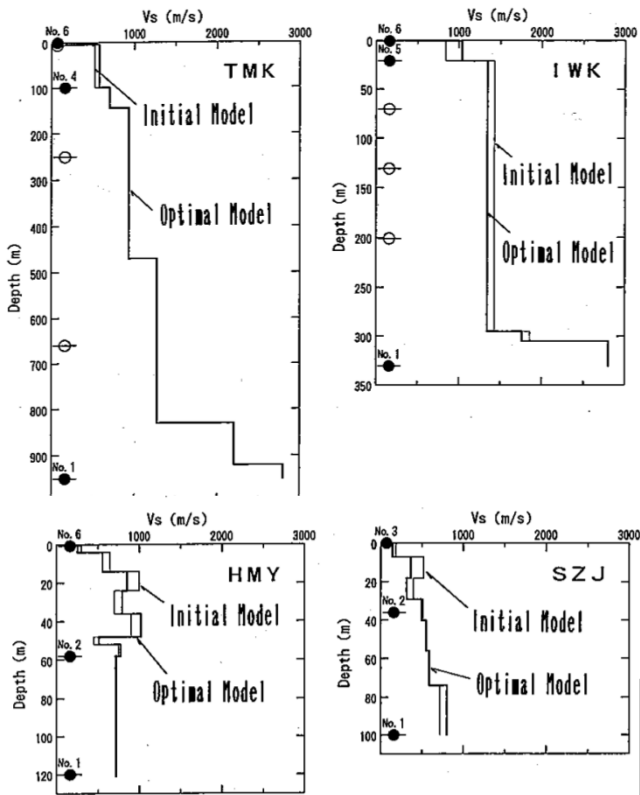 Vs (m/s)
0 1000 2000 3000
No. 6
0
No. 4
TMK
100
Initial Model
200
300
Optimal Model
400
500
600
700
800
No. 1
900
Depth (m)
Vs (m/s)
0 1000 2000 3000
No. 6
0
No. 5
IWK
50
100
Initial Model
150
200
Optimal Model
250
300
No. 1
350
Depth (m)
Vs (m/s)
0 1000 2000 3000
No. 6
0
HMY
20
Initial Model
40
No. 2
Optimal Model
60
80
100
No. 1
120
Depth (m)
Vs (m/s)
0 1000 2000 3000
No. 3
0
SZJ
20
No. 2
Initial Model
40
60
Optimal Model
80
No. 1
100
Depth (m)